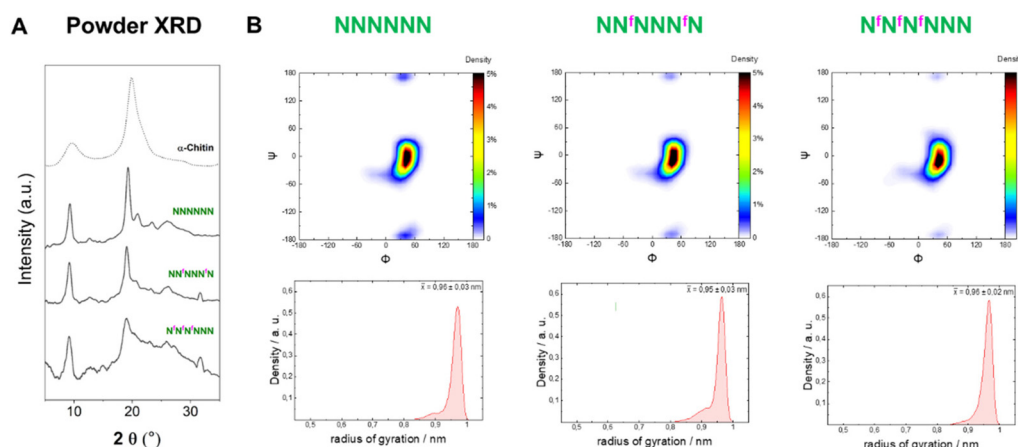 A Powder XRD
Intensity (a.u.)
α-Chitin
NNNNNN
NNᶠNNNᶠN
NᶠNᶠNᶠNNN
10 20 30
2 θ (°)
B
NNNNNN
Density
180
120
60
0
-60
-120
-180
-180 -120 -60 0 60 120 180
Ψ
Φ
5%
4%
3%
2%
1%
0
x̄ = 0,96 ± 0,03 nm
Density / a. u.
0,6
0,5
0,4
0,3
0,2
0,1
0,5 0,6 0,7 0,8 0,9 1
radius of gyration / nm
NNᶠNNNᶠN
Density
180
120
60
0
-60
-120
-180
-180 -120 -60 0 60 120 180
Ψ
Φ
5%
4%
3%
2%
1%
0
x̄ = 0,95 ± 0,03 nm
Density / a. u.
0,6
0,5
0,4
0,3
0,2
0,1
0,5 0,6 0,7 0,8 0,9 1
radius of gyration / nm
NᶠNᶠNᶠNNN
Densit
180
120
60
0
-60
-120
-180
-180 -120 -60 0 60 120 180
Ψ
Φ
5%
4%
3%
2%
1%
0
x̄ = 0,96 ± 0,02 nm
Density / a. u.
0,6
0,5
0,4
0,3
0,2
0,1
0,5 0,6 0,7 0,8 0,9 1
radius of gyration / nm